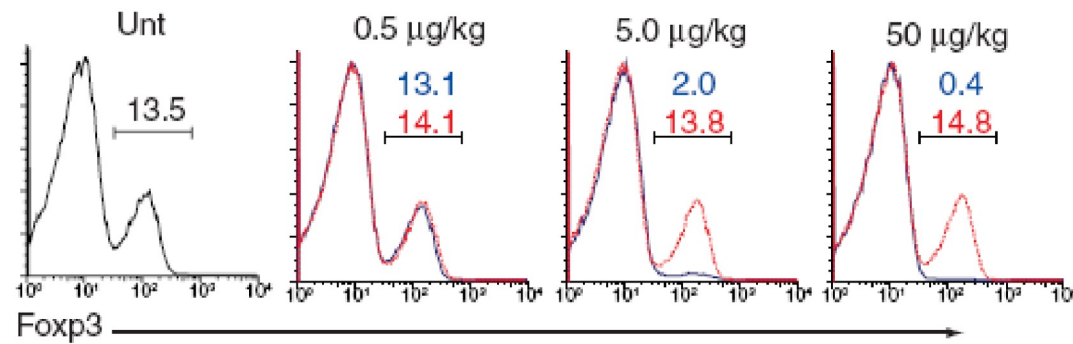 Unt
0.5 µg/kg
5.0 µg/kg
50 µg/kg
13.5
13.1
14.1
2.0
13.8
0.4
14.8
10⁰ 10¹ 10² 10³ 10⁴
10⁰ 10¹ 10² 10³ 10⁴
10⁰ 10¹ 10² 10³ 10⁴
10⁰ 10¹ 10² 10³ 10
Foxp3